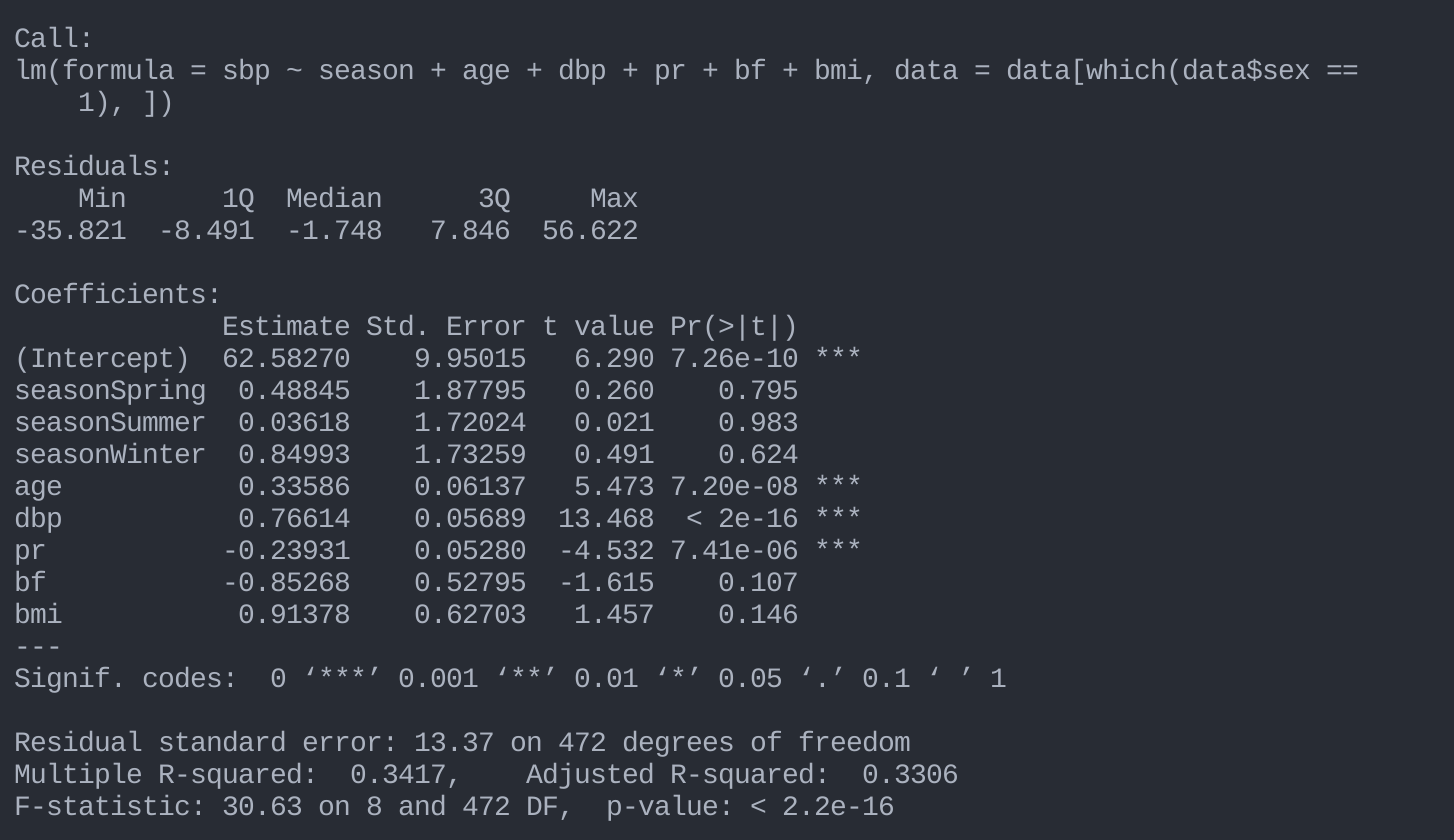 Call:
lm(formula = sbp ~ season + age + dbp + pr + bf + bmi, data = data[which(data$sex ==
    1), ])

Residuals:
    Min      1Q  Median      3Q     Max
-35.821  -8.491  -1.748   7.846  56.622

Coefficients:
             Estimate Std. Error t value Pr(>|t|)
(Intercept)  62.58270    9.95015   6.290 7.26e-10 ***
seasonSpring  0.48845    1.87795   0.260    0.795
seasonSummer  0.03618    1.72024   0.021    0.983
seasonWinter  0.84993    1.73259   0.491    0.624
age           0.33586    0.06137   5.473 7.20e-08 ***
dbp           0.76614    0.05689  13.468  < 2e-16 ***
pr           -0.23931    0.05280  -4.532 7.41e-06 ***
bf           -0.85268    0.52795  -1.615    0.107
bmi           0.91378    0.62703   1.457    0.146
---
Signif. codes:  0 ‘***’ 0.001 ‘**’ 0.01 ‘*’ 0.05 ‘.’ 0.1 ‘ ’ 1

Residual standard error: 13.37 on 472 degrees of freedom
Multiple R-squared:  0.3417,    Adjusted R-squared:  0.3306
F-statistic: 30.63 on 8 and 472 DF,  p-value: < 2.2e-16